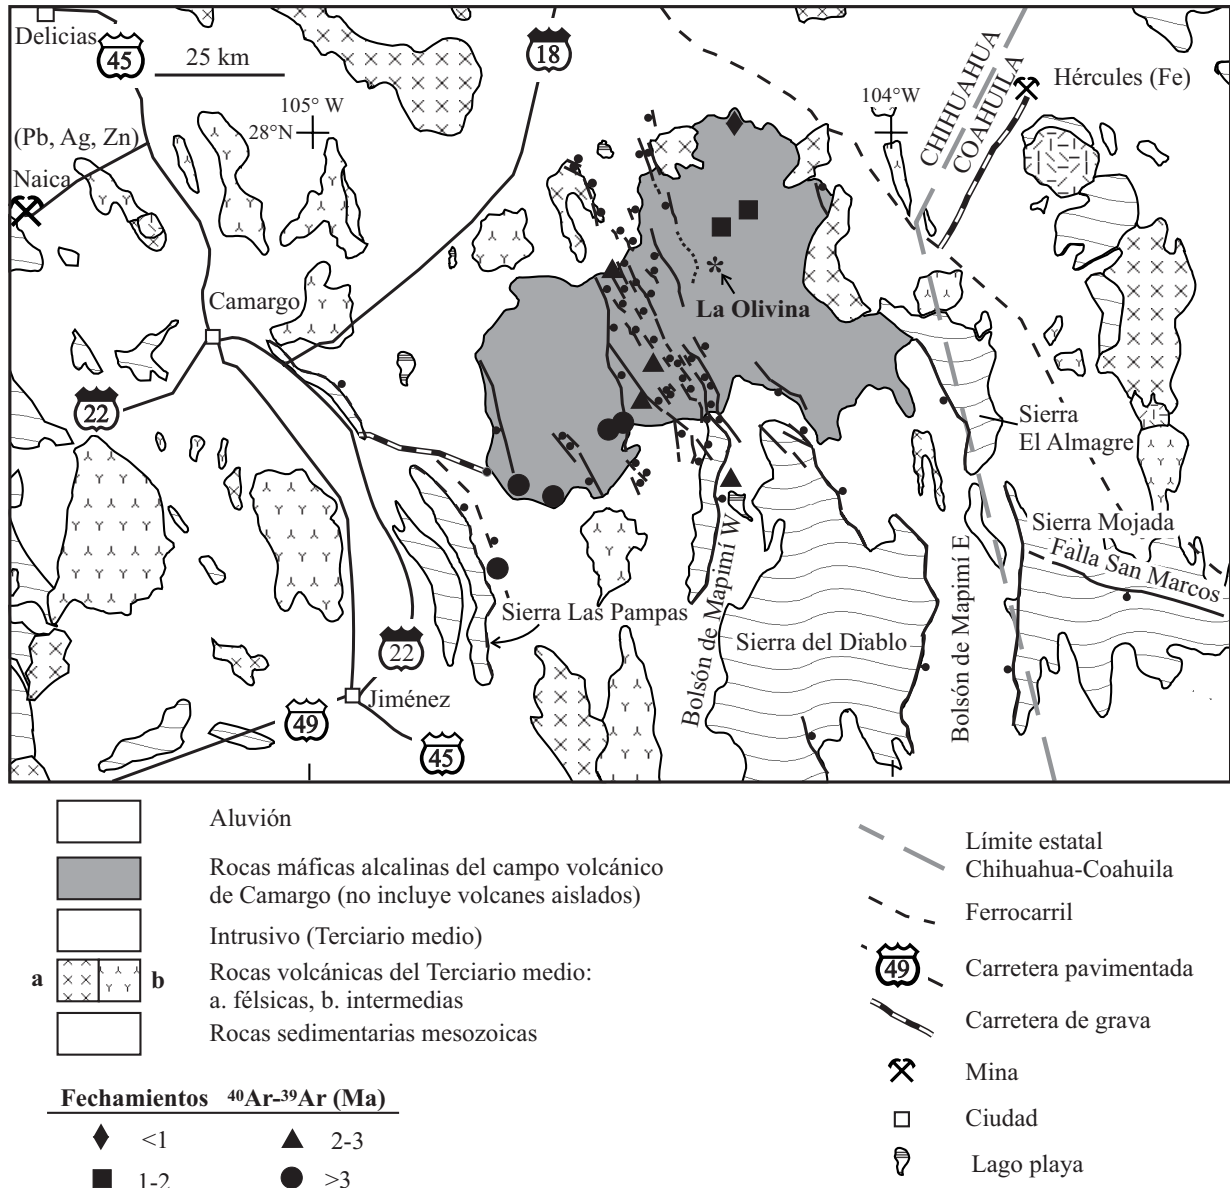 Delicias
45
25 km
18
105° W
28°N
104°W
CHIHUAHUA
COAHUILA
Hércules (Fe)
(Pb, Ag, Zn)
Naica
Camargo
La Olivina
22
Sierra
El Almagre
Sierra Mojada
Falla San Marcos
Sierra Las Pampas
Bolsón de Mapimí W
Sierra del Diablo
Bolsón de Mapimí E
22
Jiménez
49
45
Aluvión
Rocas máficas alcalinas del campo volcánico
de Camargo (no incluye volcanes aislados)
Intrusivo (Terciario medio)
a b Rocas volcánicas del Terciario medio:
a. félsicas, b. intermedias
Rocas sedimentarias mesozoicas
Fechamientos ⁴⁰Ar-³⁹Ar (Ma)
<1 2-3
1-2 >3
Límite estatal
Chihuahua-Coahuila
Ferrocarril
49 Carretera pavimentada
Carretera de grava
Mina
Ciudad
Lago playa